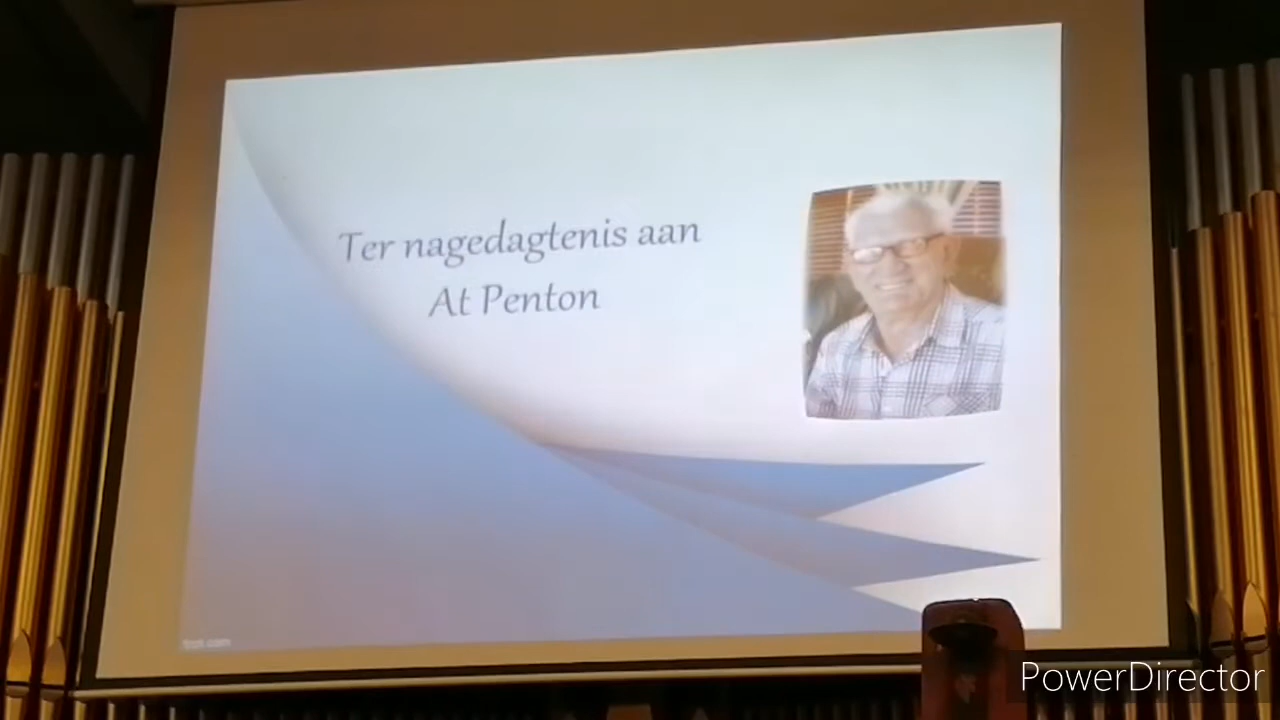 Ter nagedagtenis aan
At Penton
PowerDirector